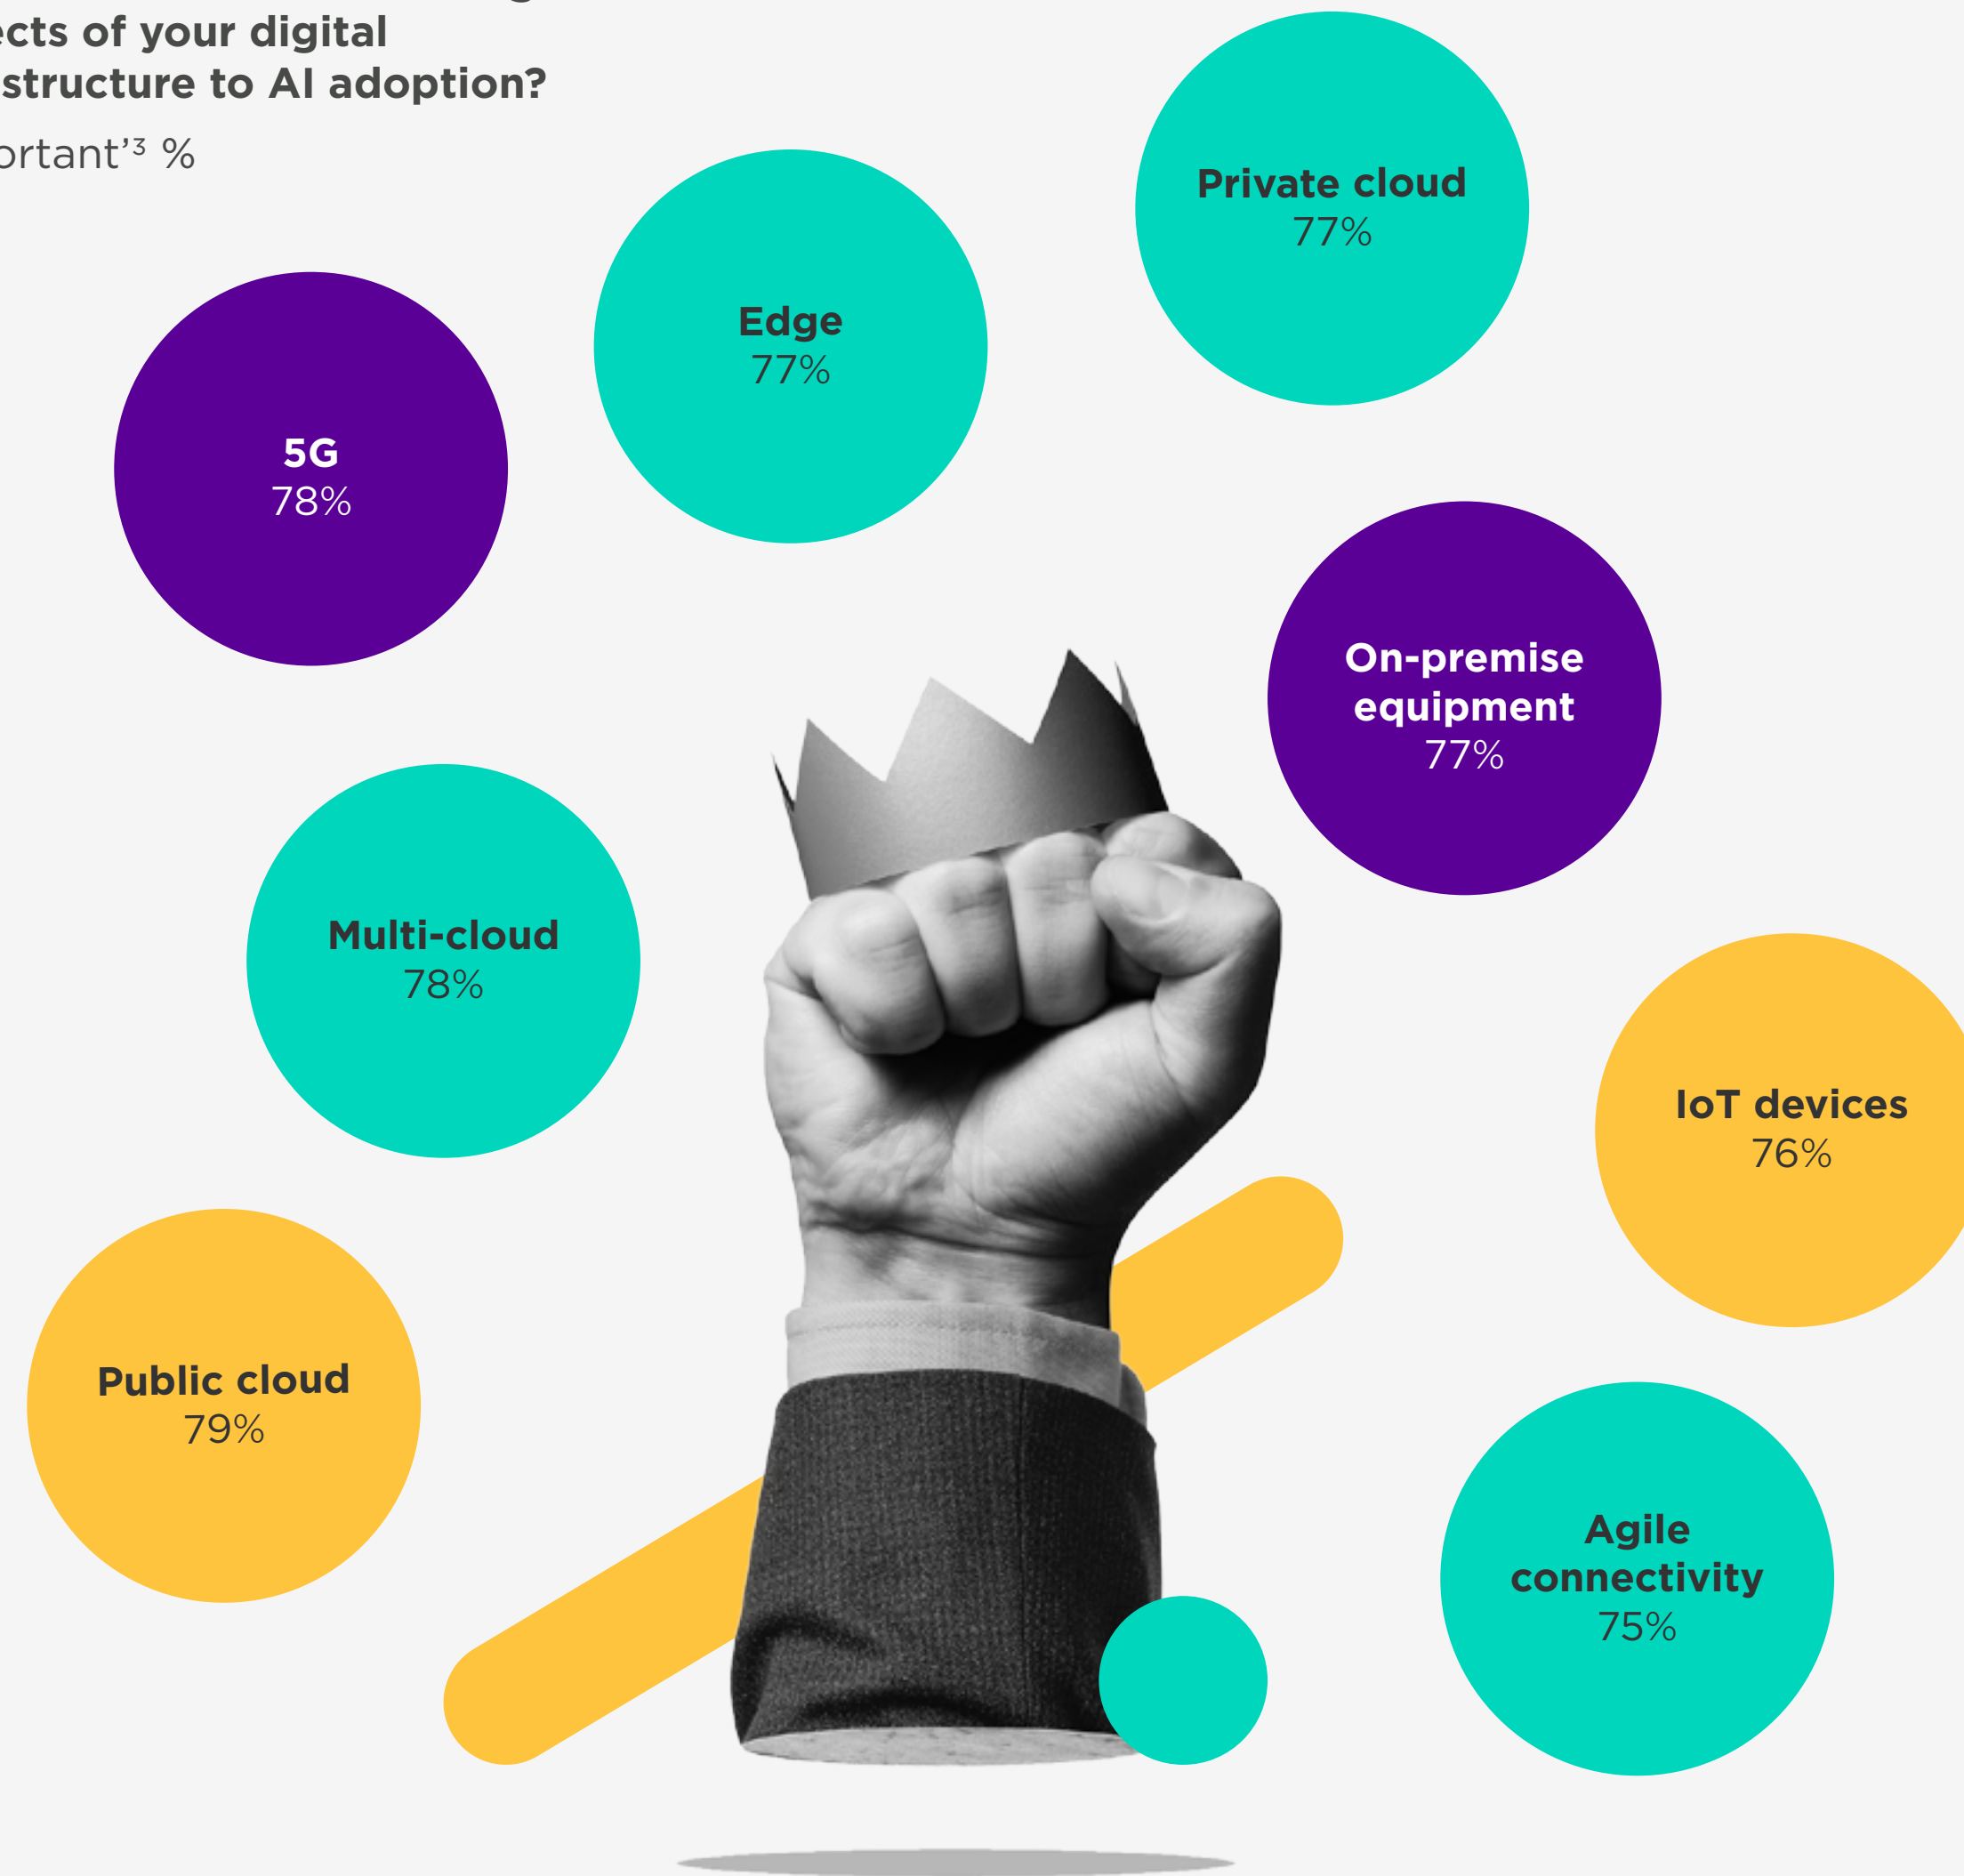 ects of your digital
structure to AI adoption?
ortant’³ %
Private cloud
77%
Edge
77%
5G
78%
On-premise
equipment
77%
Multi-cloud
78%
IoT devices
76%
Public cloud
79%
Agile
connectivity
75%